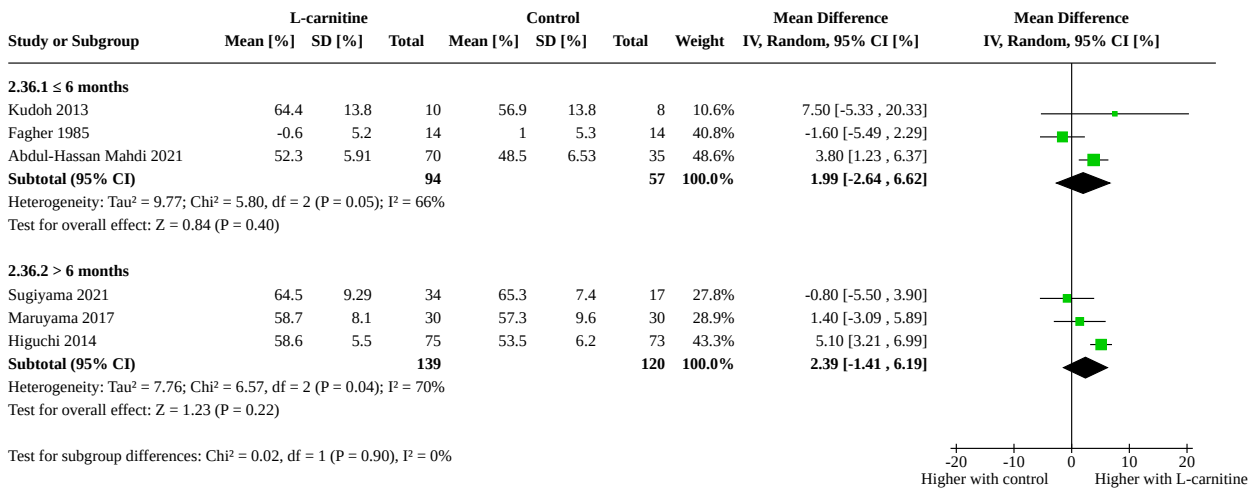 L-carnitine Control Mean Difference Mean Difference
Study or Subgroup Mean [%] SD [%] Total Mean [%] SD [%] Total Weight IV, Random, 95% CI [%] IV, Random, 95% CI [%]
2.36.1 ≤ 6 months
Kudoh 2013 64.4 13.8 10 56.9 13.8 8 10.6% 7.50 [-5.33 , 20.33]
Fagher 1985 -0.6 5.2 14 1 5.3 14 40.8% -1.60 [-5.49 , 2.29]
Abdul-Hassan Mahdi 2021 52.3 5.91 70 48.5 6.53 35 48.6% 3.80 [1.23 , 6.37]
Subtotal (95% CI) 94 57 100.0% 1.99 [-2.64 , 6.62]
Heterogeneity: Tau² = 9.77; Chi² = 5.80, df = 2 (P = 0.05); I² = 66%
Test for overall effect: Z = 0.84 (P = 0.40)
2.36.2 > 6 months
Sugiyama 2021 64.5 9.29 34 65.3 7.4 17 27.8% -0.80 [-5.50 , 3.90]
Maruyama 2017 58.7 8.1 30 57.3 9.6 30 28.9% 1.40 [-3.09 , 5.89]
Higuchi 2014 58.6 5.5 75 53.5 6.2 73 43.3% 5.10 [3.21 , 6.99]
Subtotal (95% CI) 139 120 100.0% 2.39 [-1.41 , 6.19]
Heterogeneity: Tau² = 7.76; Chi² = 6.57, df = 2 (P = 0.04); I² = 70%
Test for overall effect: Z = 1.23 (P = 0.22)
Test for subgroup differences: Chi² = 0.02, df = 1 (P = 0.90), I² = 0%
-20 -10 0 10 20
Higher with control Higher with L-carnitine